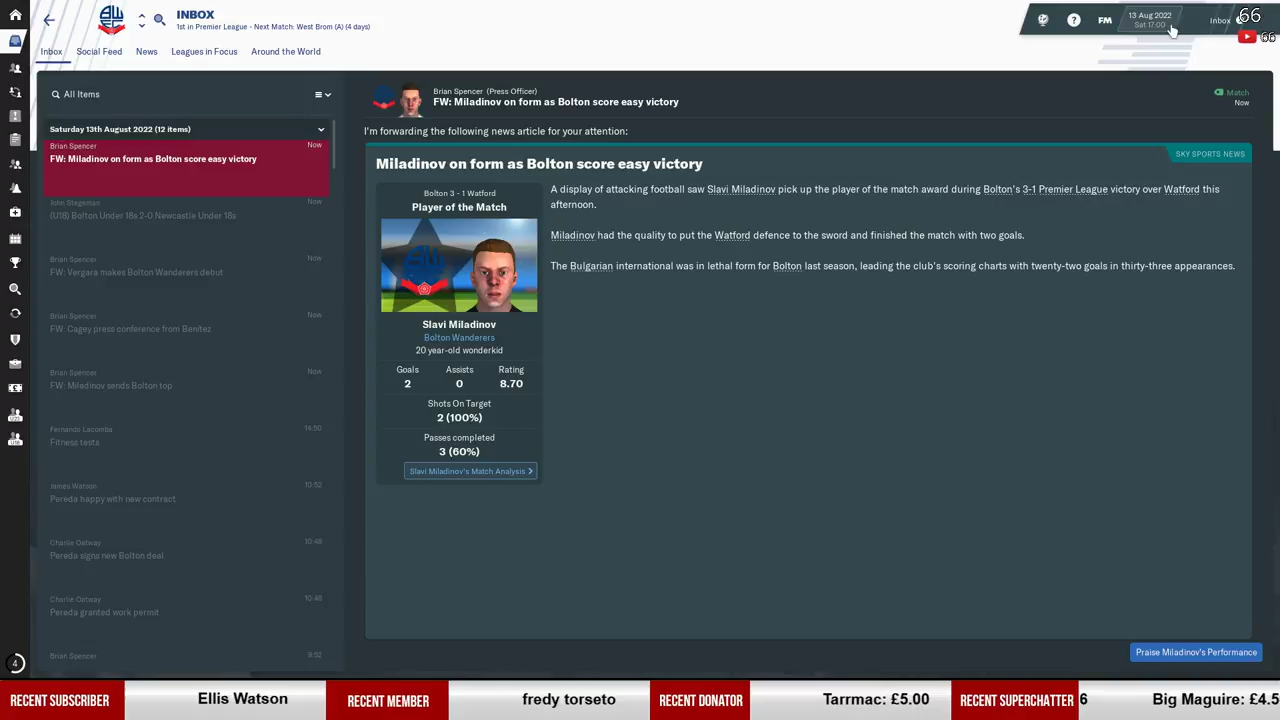 INBOX
1st in Premier League - Next Match: West Brom (A) (4 days)
?
FM
13 Aug 2022
Sat 17:00
Inbox
66
66
Inbox
Social Feed
News
Leagues in Focus
Around the World
All Items
Saturday 13th August 2022 (12 items)
Brian Spencer
Now
FW: Miladinov on form as Bolton score easy victory
John Stegeman
Now
(U18) Bolton Under 18s 2-0 Newcastle Under 18s
Brian Spencer
Now
FW: Vergara makes Bolton Wanderers debut
Brian Spencer
Now
FW: Cagey press conference from Benítez
Brian Spencer
Now
FW: Miledinov sends Bolton top
Fernando Lacomba
14:50
Fitness tests
James Watson
10:52
Pereda happy with new contract
Charlie Oatway
10:48
Pereda signs new Bolton deal
Charlie Oatway
10:48
Pereda granted work permit
Brian Spencer
9:52
4
Brian Spencer (Press Officer)
FW: Miladinov on form as Bolton score easy victory
Match
Now
I'm forwarding the following news article for your attention:
SKY SPORTS NEWS
Miladinov on form as Bolton score easy victory
Bolton 3 - 1 Watford
Player of the Match
Slavi Miladinov
Bolton Wanderers
20 year-old wonderkid
Goals
Assists
Rating
2
0
8.70
Shots On Target
2 (100%)
Passes completed
3 (60%)
Slavi Miladinov's Match Analysis
A display of attacking football saw Slavi Miladinov pick up the player of the match award during Bolton's 3-1 Premier League victory over Watford this
afternoon.
Miladinov had the quality to put the Watford defence to the sword and finished the match with two goals.
The Bulgarian international was in lethal form for Bolton last season, leading the club's scoring charts with twenty-two goals in thirty-three appearances.
Praise Miladinov's Performance
RECENT SUBSCRIBER
Ellis Watson
RECENT MEMBER
fredy torseto
RECENT DONATOR
Tarrmac: £5.00
RECENT SUPERCHATTER
6
Big Maguire: £4.5